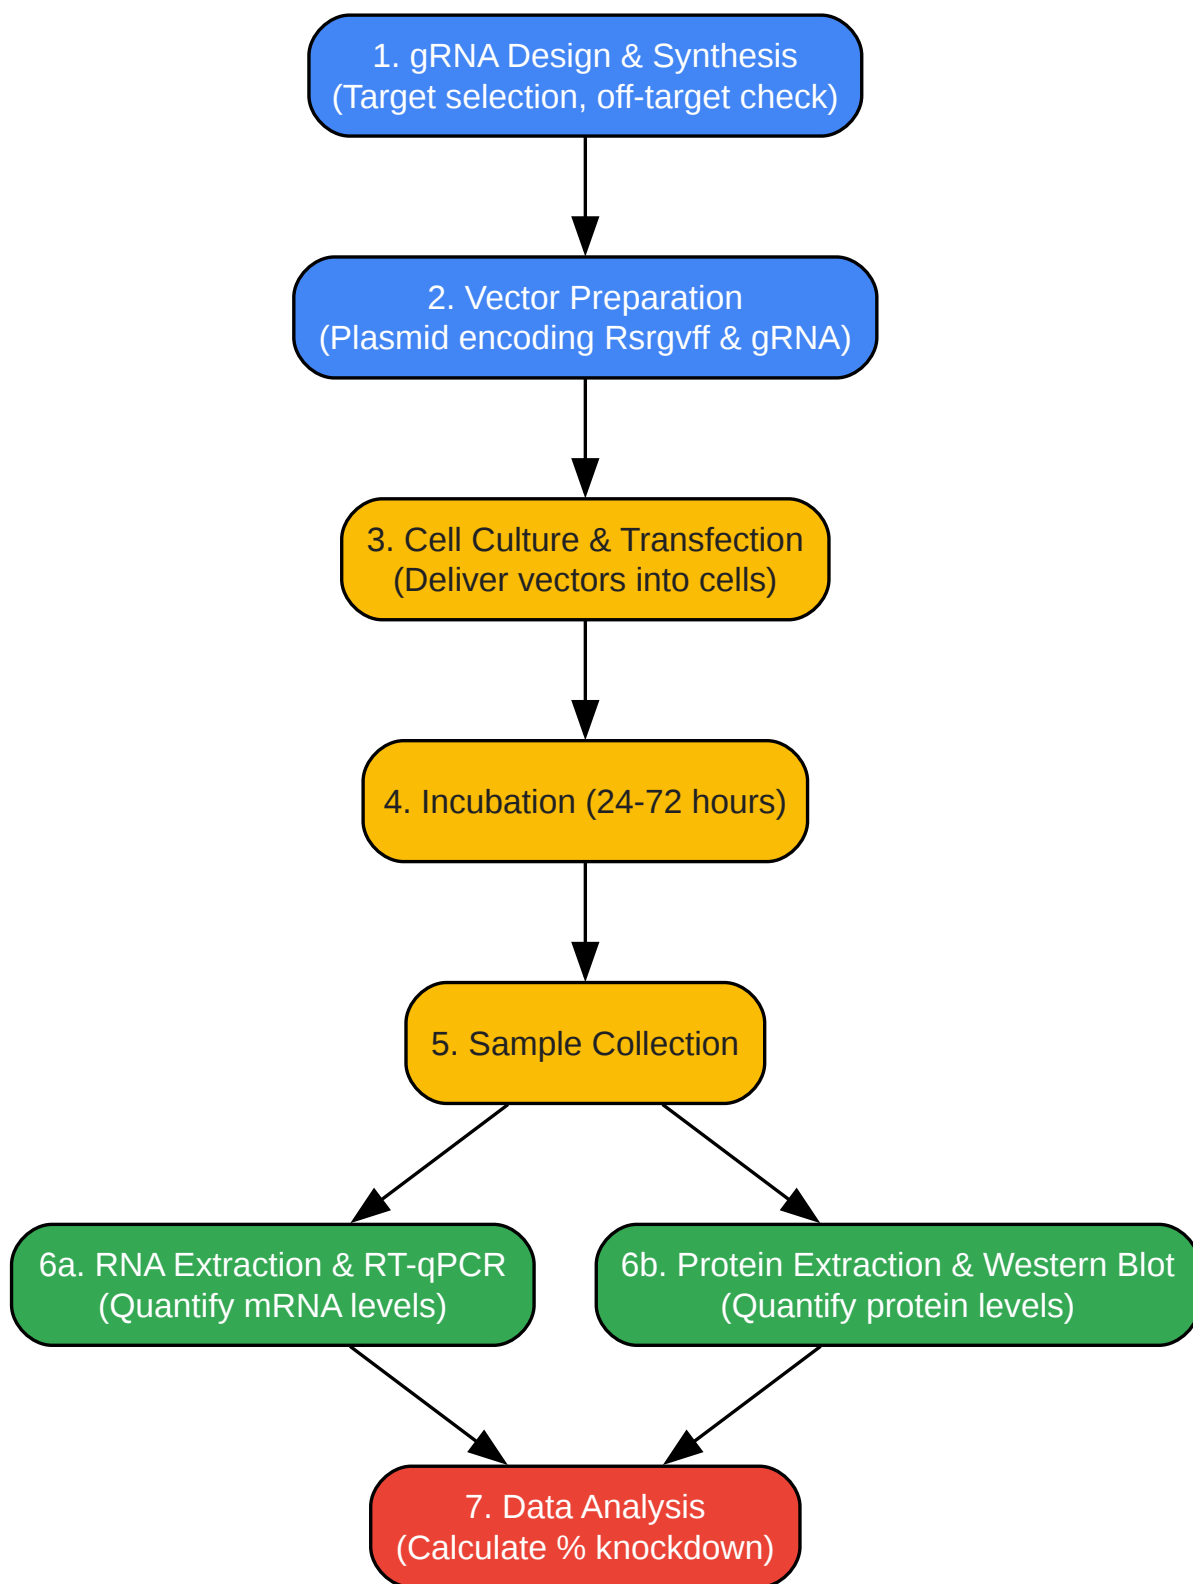 1. gRNA Design & Synthesis
(Target selection, off-target check)
2. Vector Preparation
(Plasmid encoding Rsrgvff & gRNA)
3. Cell Culture & Transfection
(Deliver vectors into cells)
4. Incubation (24-72 hours)
5. Sample Collection
6a. RNA Extraction & RT-qPCR
(Quantify mRNA levels)
6b. Protein Extraction & Western Blot
(Quantify protein levels)
7. Data Analysis
(Calculate % knockdown)